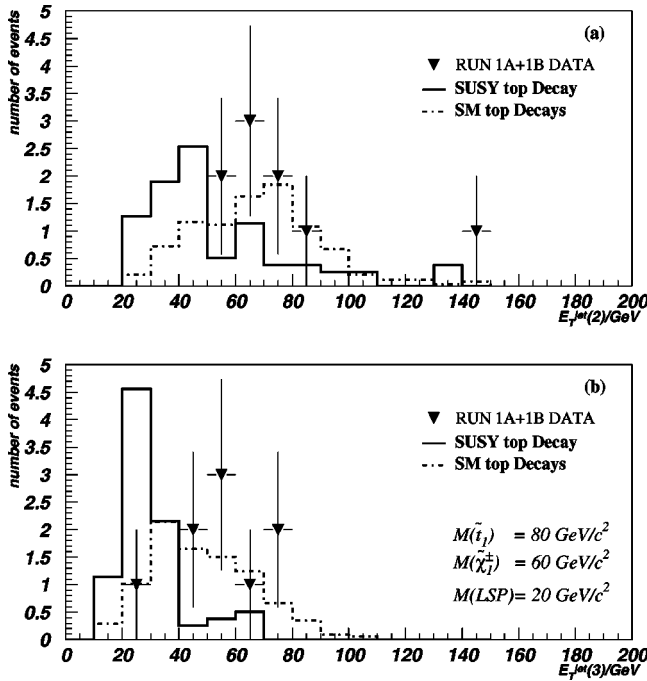 number of events
5
4.5
4
3.5
3
2.5
2
1.5
1
0.5
0
(a)
RUN 1A+1B DATA
SUSY top Decay
SM top Decays
0 20 40 60 80 100 120 140 160 180 200
E_T^jet(2)/GeV
number of events
5
4.5
4
3.5
3
2.5
2
1.5
1
0.5
0
(b)
RUN 1A+1B DATA
SUSY top Decay
SM top Decays
M(t̃₁) = 80 GeV/c²
M(χ̃₁±) = 60 GeV/c²
M(LSP)= 20 GeV/c²
0 20 40 60 80 100 120 140 160 180 200
E_T^jet(3)/GeV